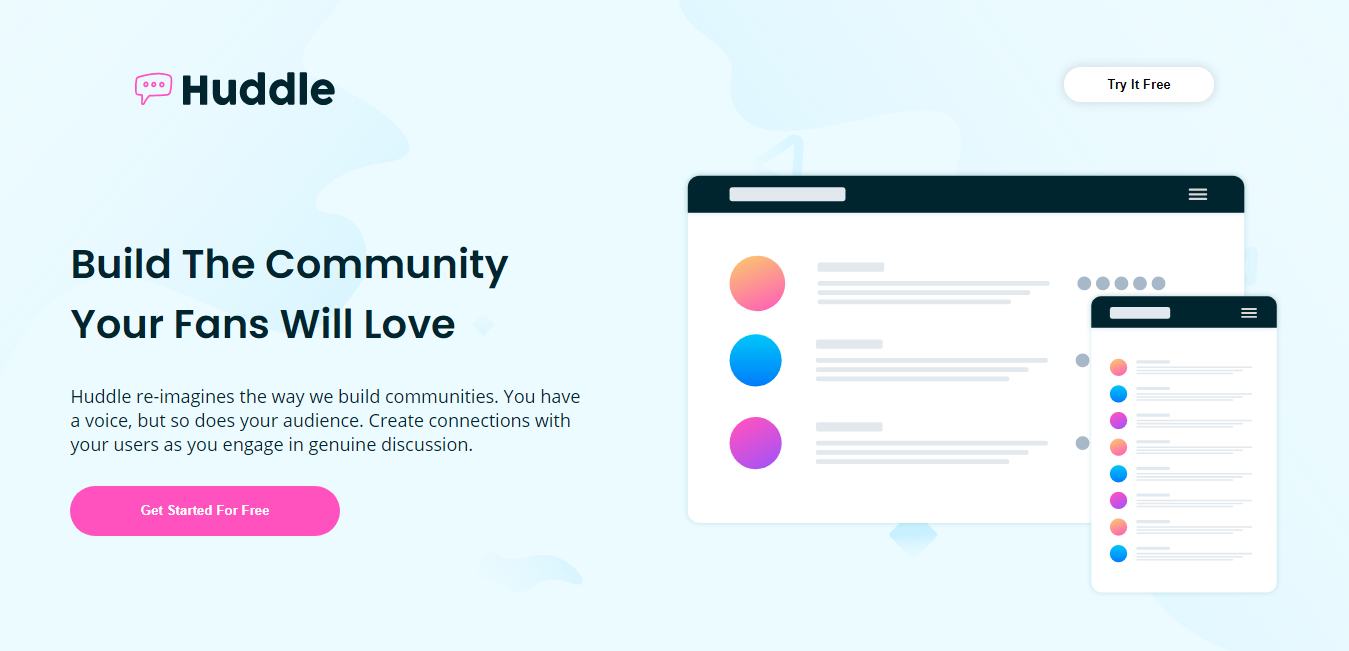 Huddle
Try It Free
Build The Community
Your Fans Will Love
Huddle re-imagines the way we build communities. You have
a voice, but so does your audience. Create connections with
your users as you engage in genuine discussion.
Get Started For Free